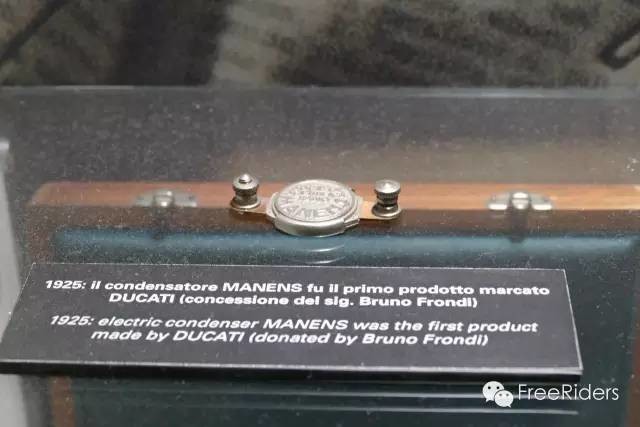 MANENS
1925: il condensatore MANENS fu il primo prodotto marcato
DUCATI (concessione del sig. Bruno Frondi)
1925: electric condenser MANENS was the first product
made by DUCATI (donated by Bruno Frondi)
FreeRiders